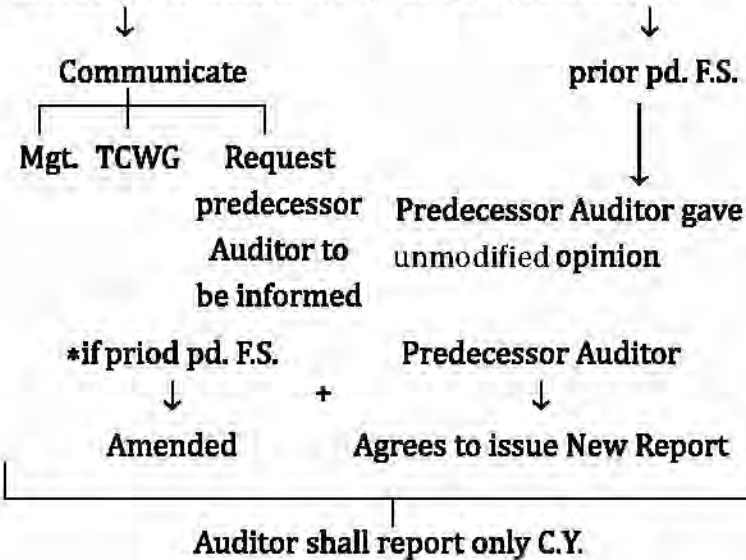 Communicate
prior pd. F.S.
Mgt. TCWG Request
predecessor
Auditor to
be informed
Predecessor Auditor gave
unmodified opinion
*if priod pd. F.S.
+
Predecessor Auditor
Amended
Agrees to issue New Report
Auditor shall report only C.Y.